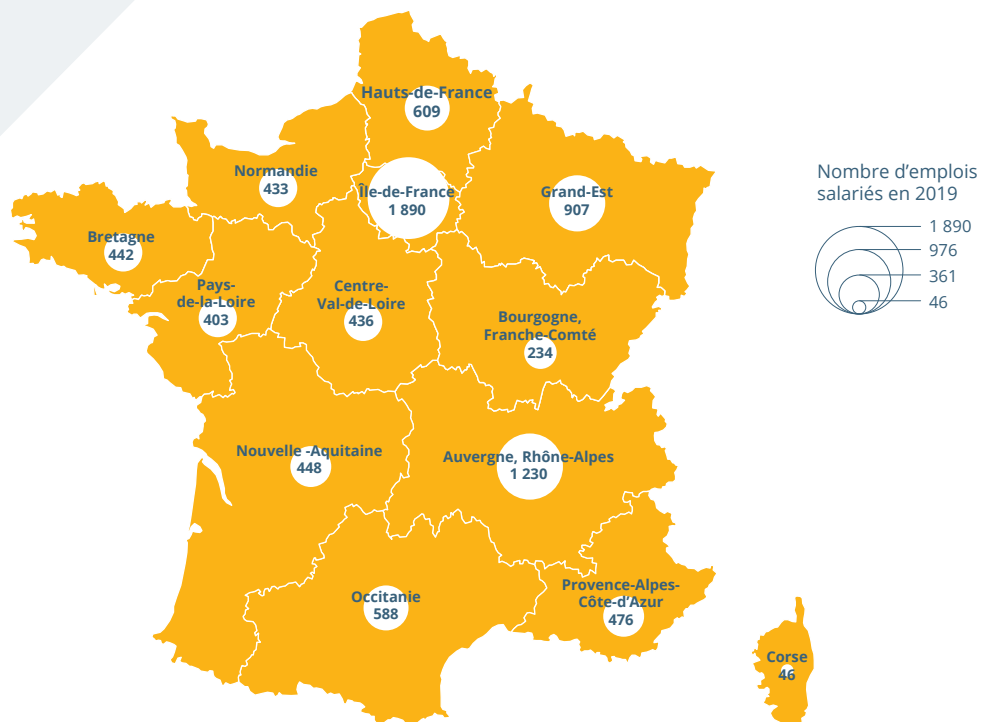 Hauts-de-France
609
Normandie
433
Île-de-France
1 890
Grand-Est
907
Nombre d’emplois
salariés en 2019
1 890
976
361
46
Bretagne
442
Pays-
de-la-Loire
403
Centre-
Val-de-Loire
436
Bourgogne,
Franche-Comté
234
Nouvelle -Aquitaine
448
Auvergne, Rhône-Alpes
1 230
Occitanie
588
Provence-Alpes-
Côte-d’Azur
476
Corse
46